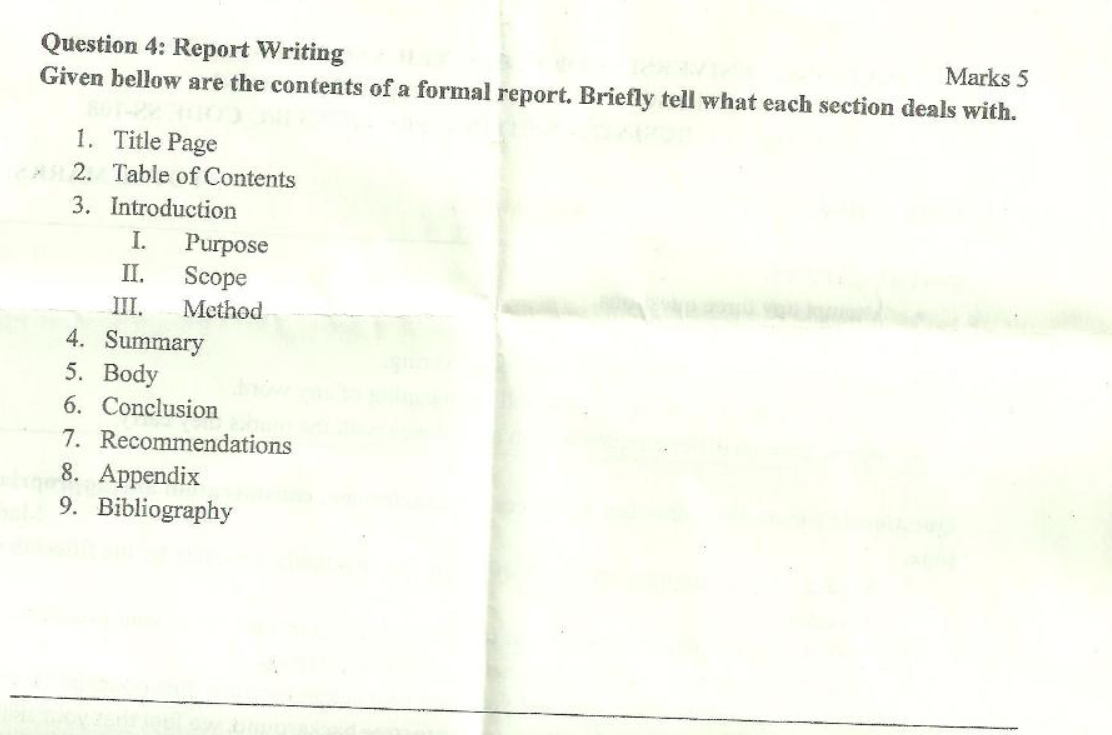 Question 4: Report Writing
Marks 5
Given bellow are the contents of a formal report. Briefly tell what each section deals with.
1. Title Page
2. Table of Contents
3. Introduction
I. Purpose
II. Scope
III. Method
4. Summary
5. Body
6. Conclusion
7. Recommendations
8. Appendix
9. Bibliography